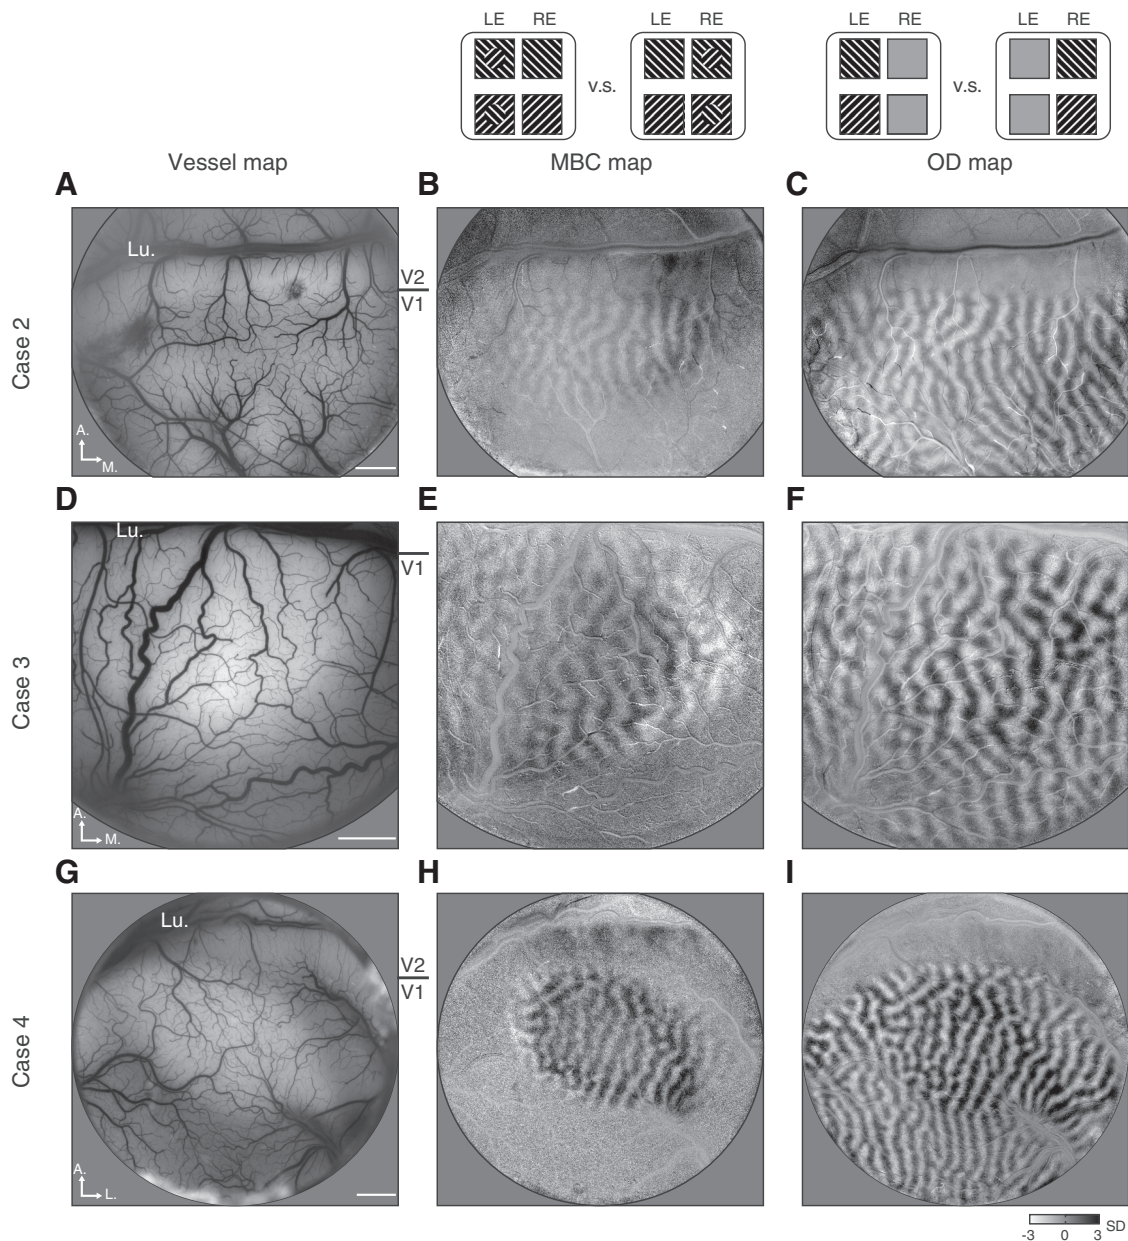 LE RE LE RE LE RE LE RE
v.s. v.s.
Vessel map MBC map OD map
A B C
Lu.
V2
V1
Case 2
A.
M.
D E F
Lu.
V1
Case 3
A.
M.
G H I
Lu.
V2
V1
Case 4
A.
L.
-3 0 3 SD